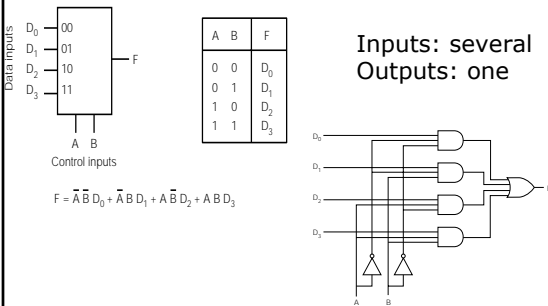 Data inputs
D₀ 00
D₁ 01
D₂ 10
D₃ 11
F
A B
Control inputs
A B F
0 0 D₀
0 1 D₁
1 0 D₂
1 1 D₃
Inputs: several
Outputs: one
F = A̅ B̅ D₀ + A̅ B D₁ + A B̅ D₂ + A B D₃
D₀
D₁
D₂
D₃
A B